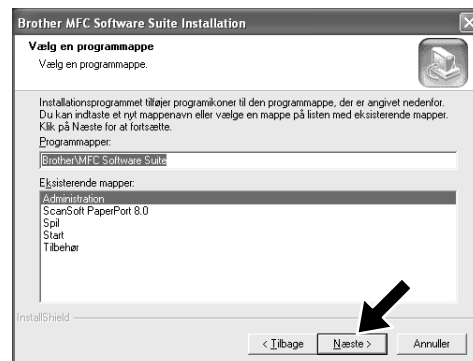 Brother MFC Software Suite Installation
Vælg en programmappe
Vælg en programmappe.
Installationsprogrammet tilføjer programikoner til den programmappe, der er angivet nedenfor.
Du kan indtaste et nyt mappenavn eller vælge en mappe på listen med eksisterende mapper.
Klik på Næste for at fortsætte.
Programmapper:
Brother\MFC Software Suite
Eksisterende mapper:
Administration
ScanSoft PaperPort 8.0
Spil
Start
Tilbehør
InstallShield
< Tilbage
Næste >
Annuller